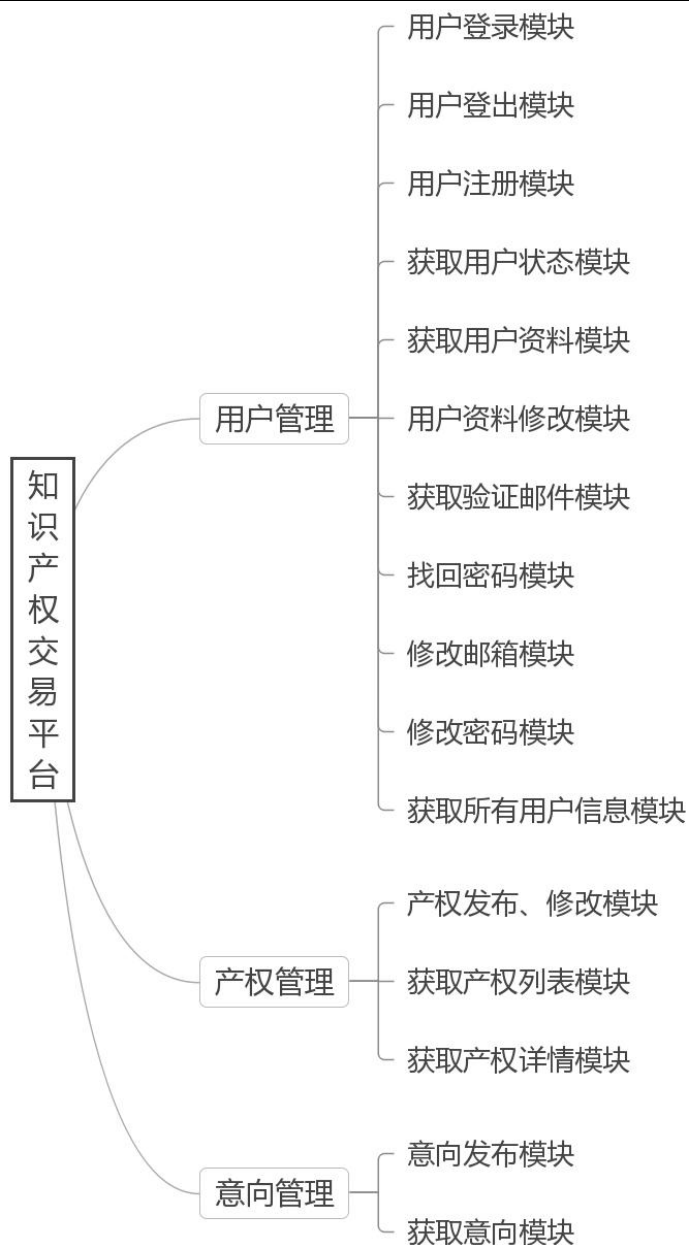 知识产权交易平台
用户管理
用户登录模块
用户登出模块
用户注册模块
获取用户状态模块
获取用户资料模块
用户资料修改模块
获取验证邮件模块
找回密码模块
修改邮箱模块
修改密码模块
获取所有用户信息模块
产权管理
产权发布、修改模块
获取产权列表模块
获取产权详情模块
意向管理
意向发布模块
获取意向模块